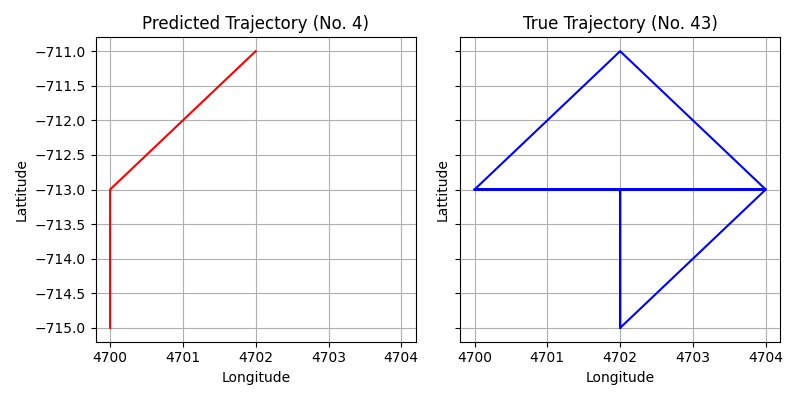 Predicted Trajectory (No. 4)
True Trajectory (No. 43)
−711.0
−711.5
−712.0
−712.5
−713.0
−713.5
−714.0
−714.5
−715.0
Lattitude
Lattitude
4700 4701 4702 4703 4704
4700 4701 4702 4703 4704
Longitude
Longitude